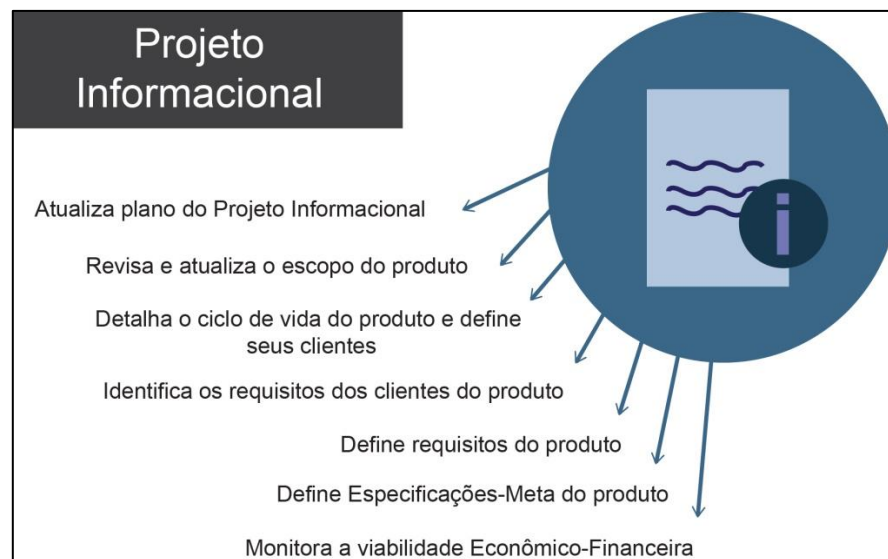 Projeto
Informacional
Atualiza plano do Projeto Informacional
Revisa e atualiza o escopo do produto
Detalha o ciclo de vida do produto e define
seus clientes
Identifica os requisitos dos clientes do produto
Define requisitos do produto
Define Especificações-Meta do produto
Monitora a viabilidade Econômico-Financeira
i